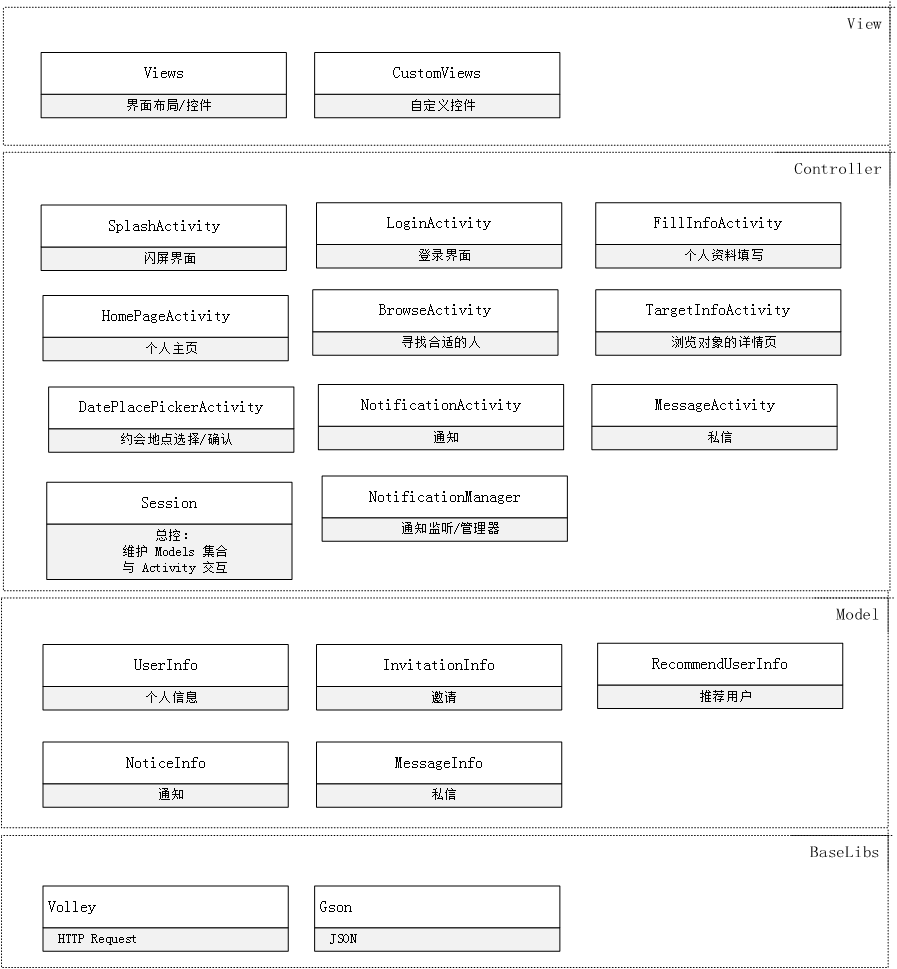 View
Views
界面布局/控件
CustomViews
自定义控件
Controller
SplashActivity
闪屏界面
LoginActivity
登录界面
FillInfoActivity
个人资料填写
HomePageActivity
个人主页
BrowseActivity
寻找合适的人
TargetInfoActivity
浏览对象的详情页
DatePlacePickerActivity
约会地点选择/确认
NotificationActivity
通知
MessageActivity
私信
Session
总控：
维护 Models 集合
与 Activity 交互
NotificationManager
通知监听/管理器
Model
UserInfo
个人信息
InvitationInfo
邀请
RecommendUserInfo
推荐用户
NoticeInfo
通知
MessageInfo
私信
BaseLibs
Volley
HTTP Request
Gson
JSON